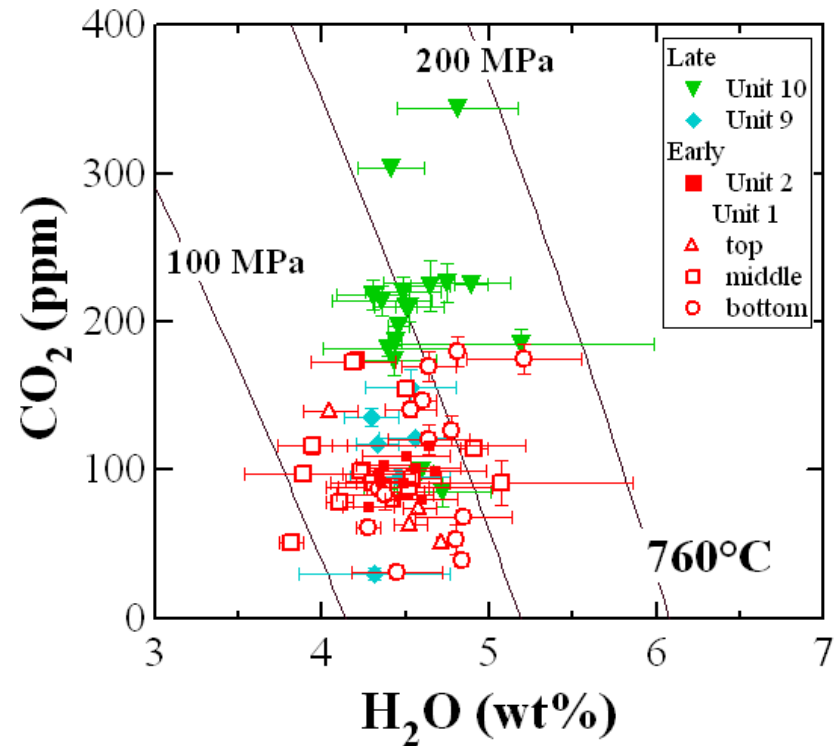 400
300
200
100
0
CO₂ (ppm)
3
4
5
6
7
H₂O (wt%)
100 MPa
200 MPa
760°C
Late
Unit 10
Unit 9
Early
Unit 2
Unit 1
top
middle
bottom